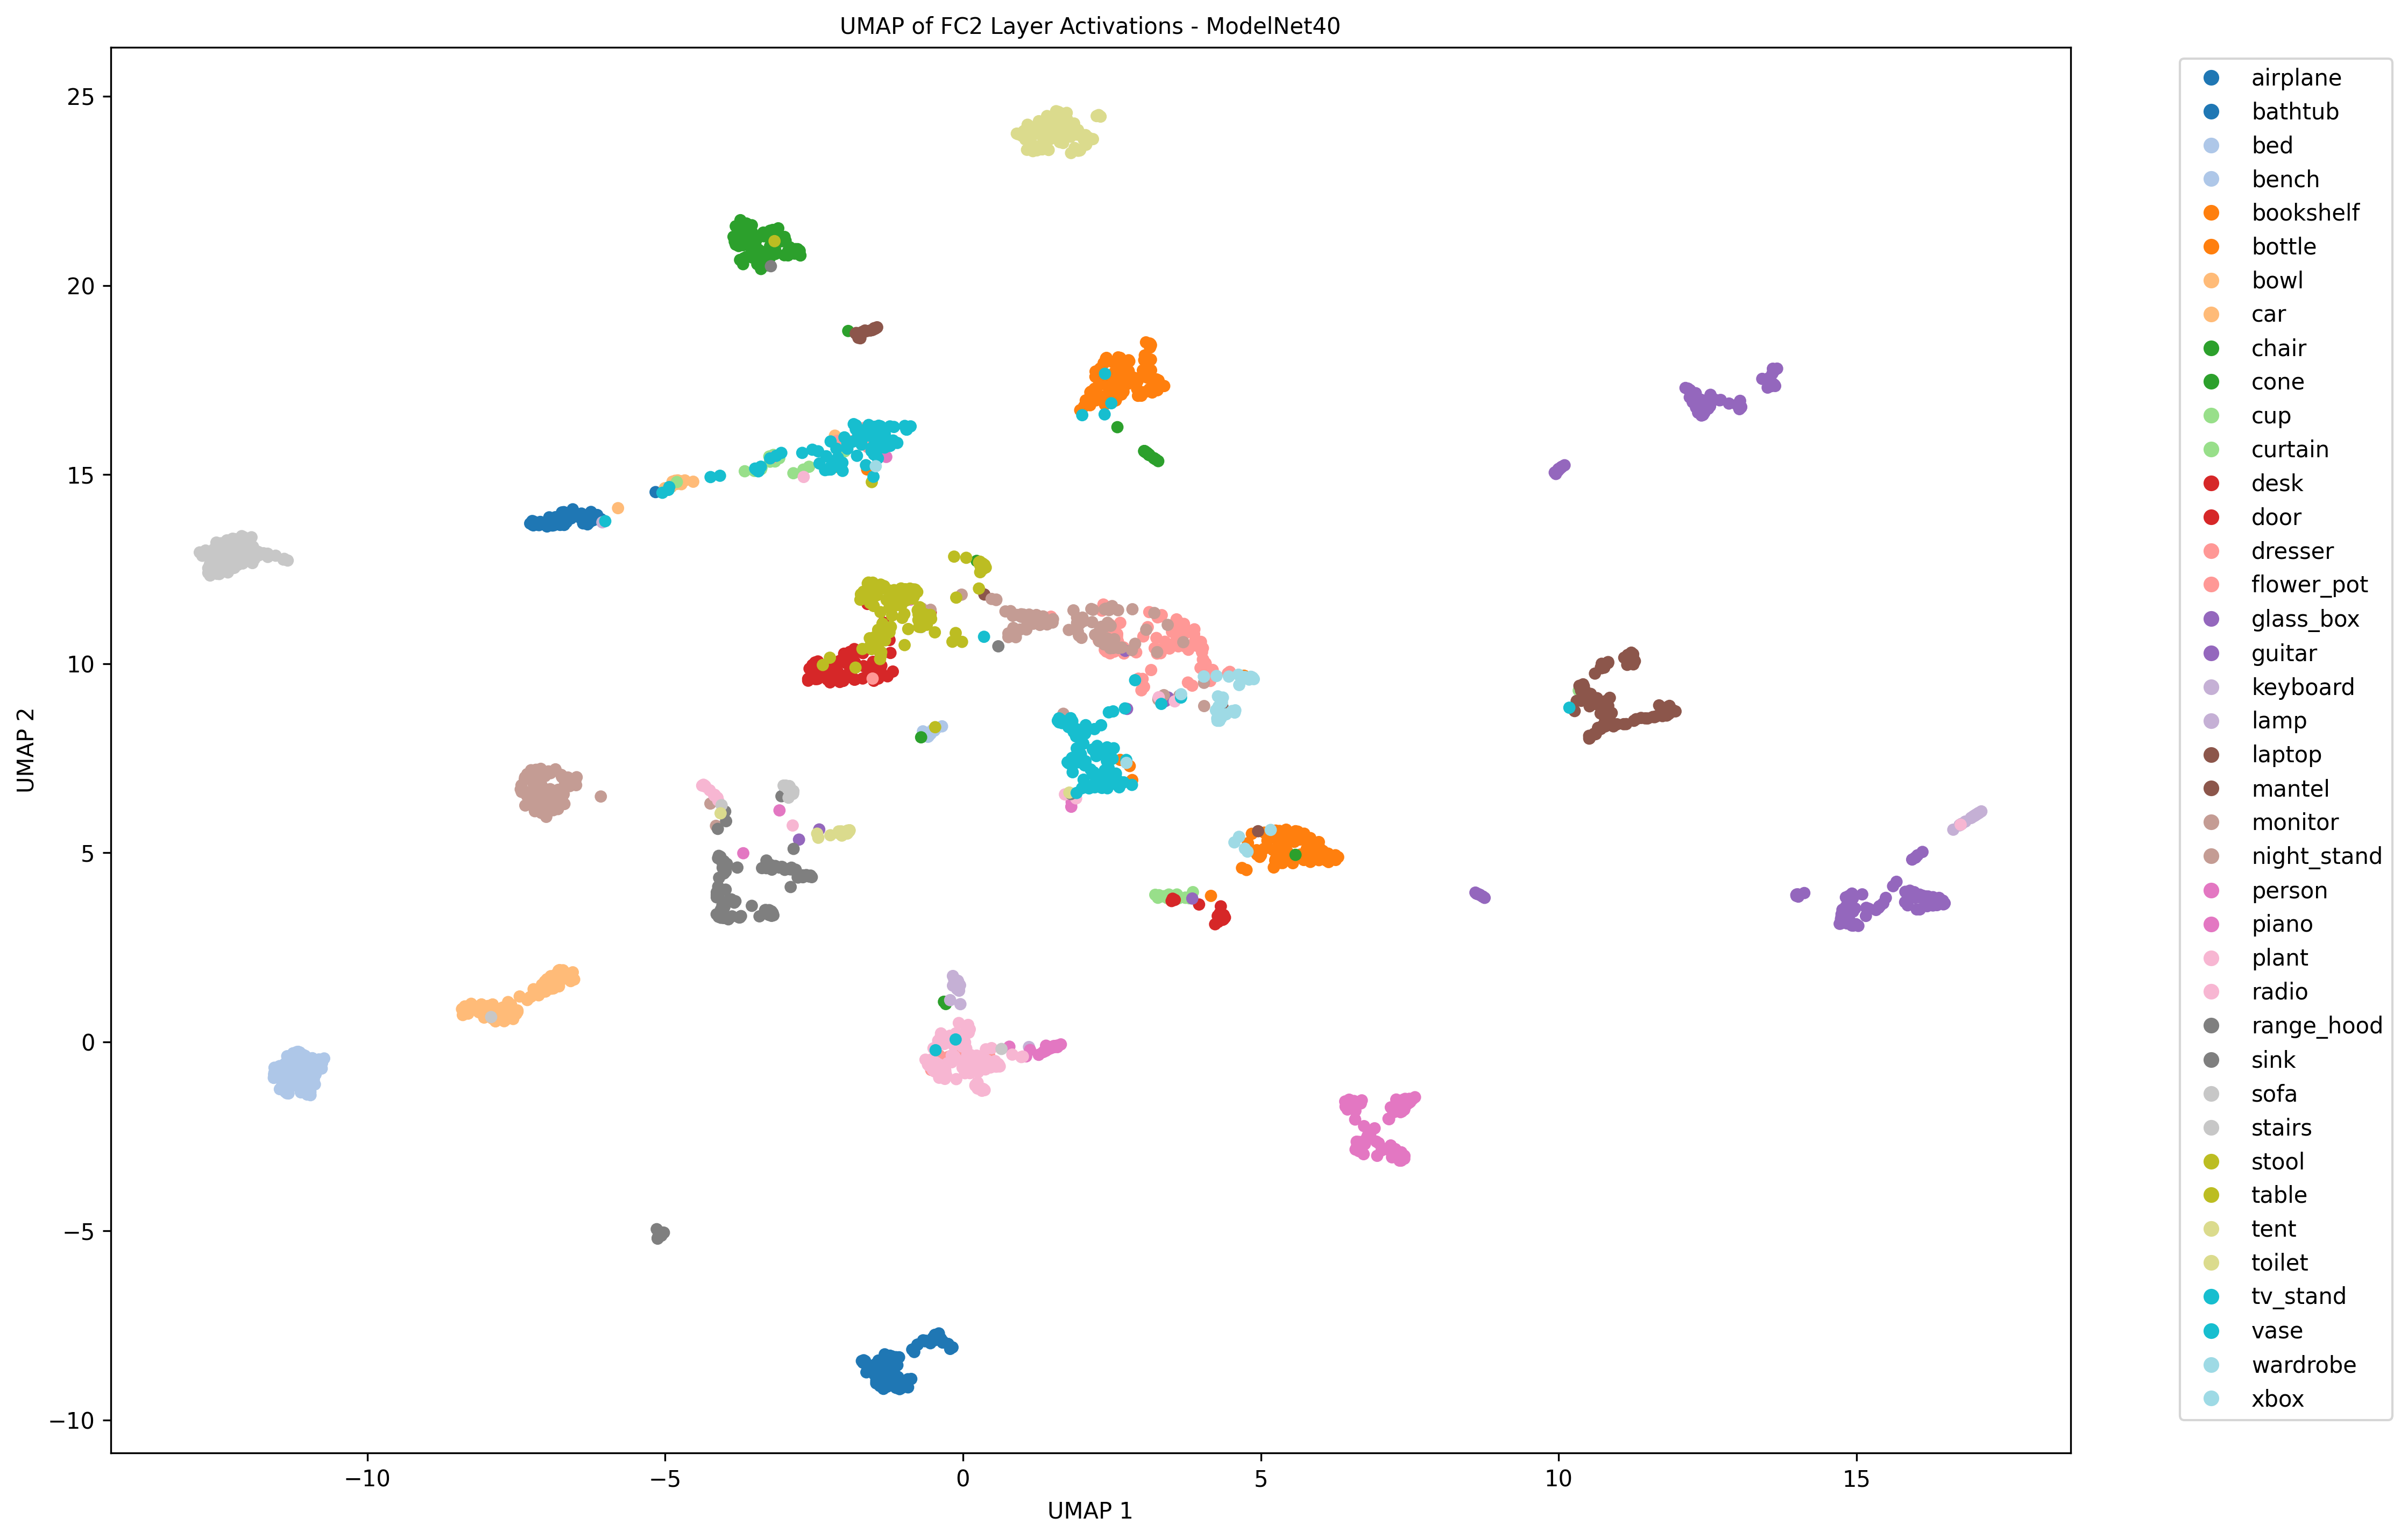 UMAP of FC2 Layer Activations - ModelNet40
25
20
15
10
5
0
−5
−10
UMAP 2
−10
−5
0
5
10
15
UMAP 1
airplane
bathtub
bed
bench
bookshelf
bottle
bowl
car
chair
cone
cup
curtain
desk
door
dresser
flower_pot
glass_box
guitar
keyboard
lamp
laptop
mantel
monitor
night_stand
person
piano
plant
radio
range_hood
sink
sofa
stairs
stool
table
tent
toilet
tv_stand
vase
wardrobe
xbox